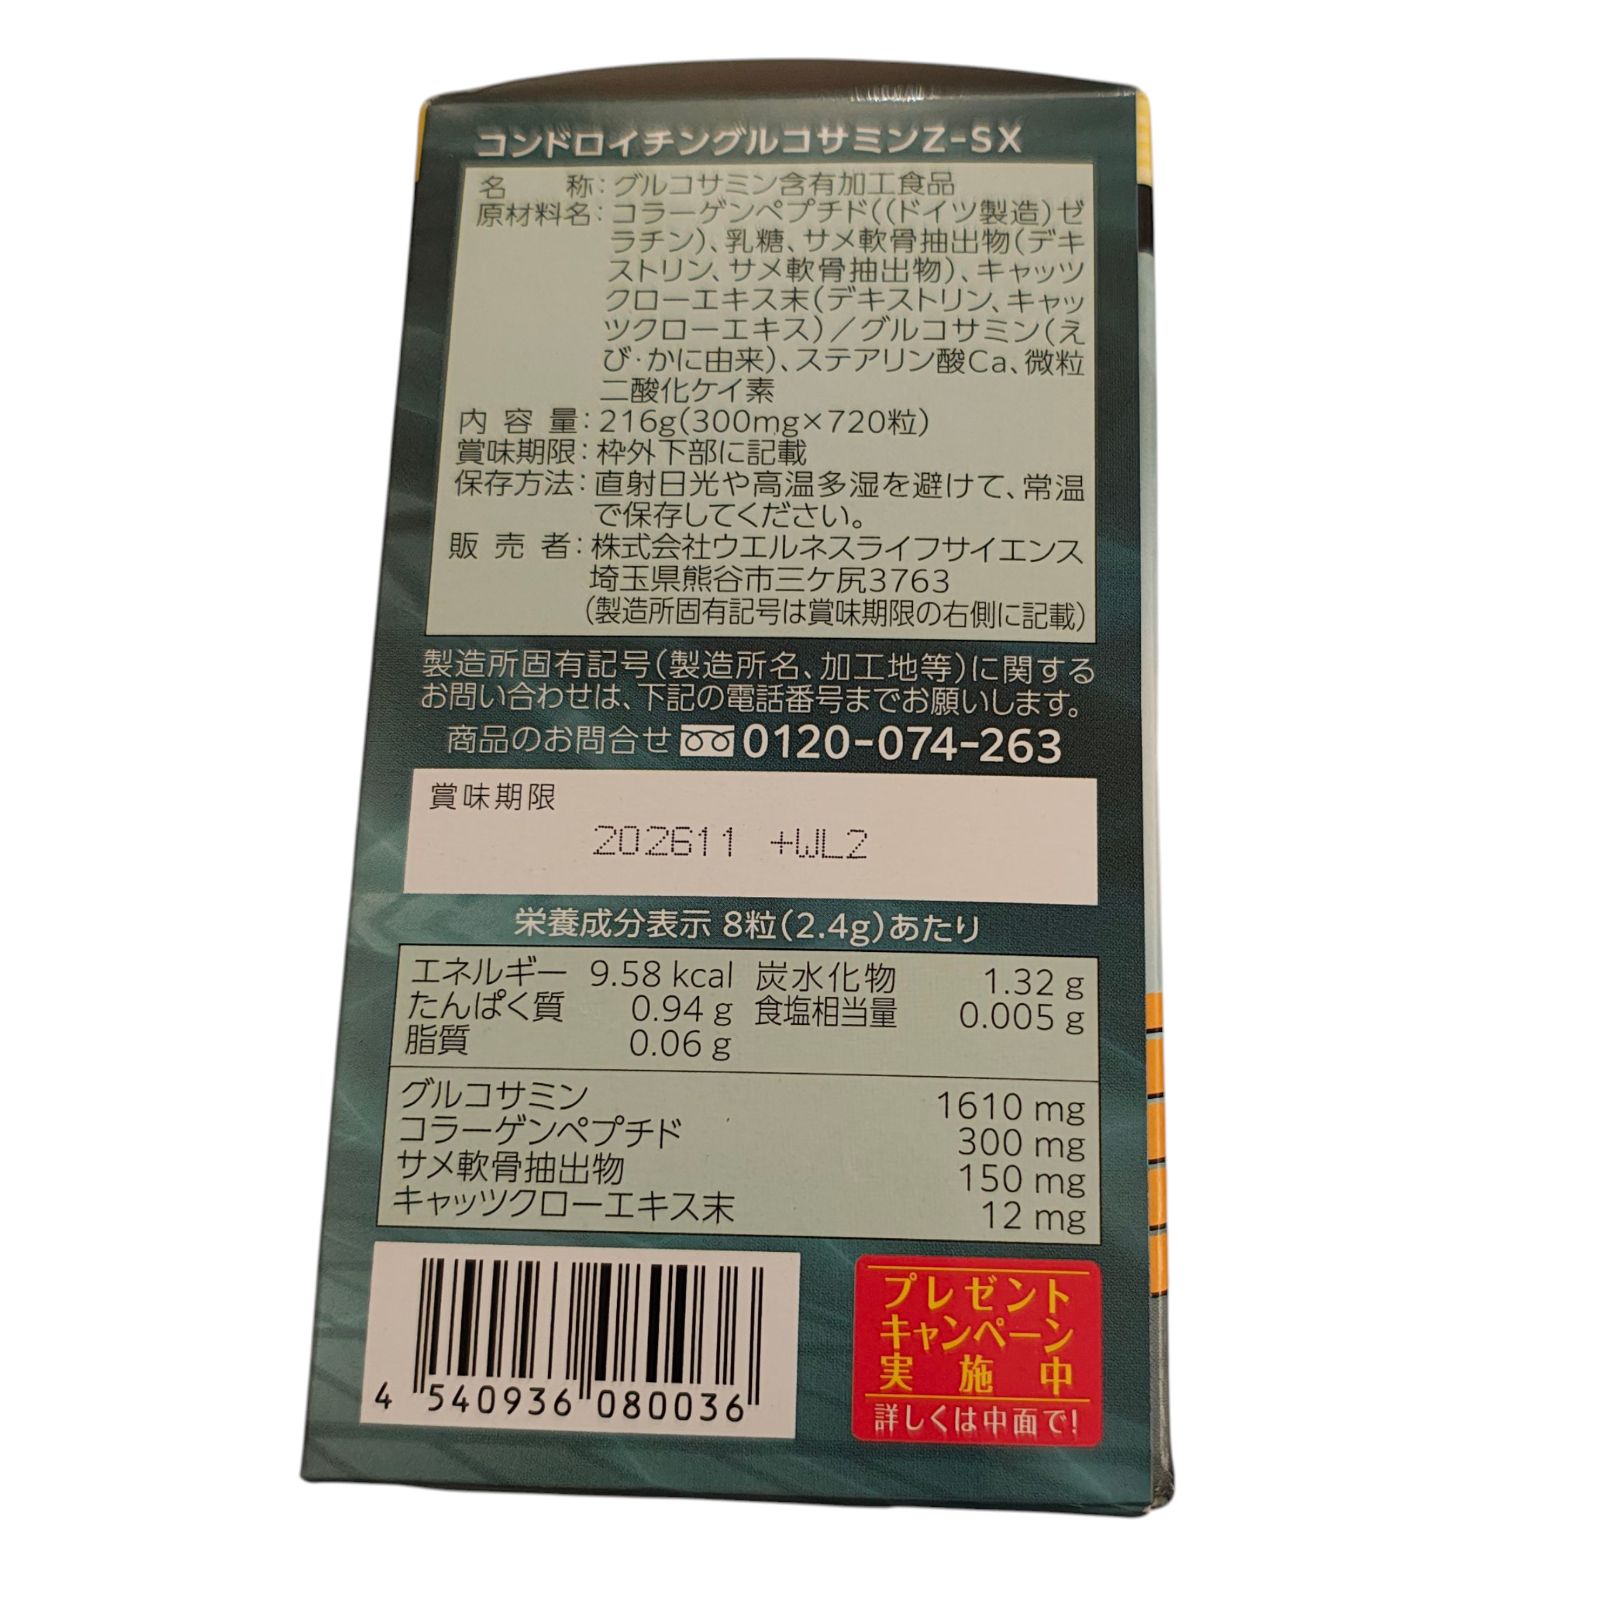 コンドロイチングルコサミンZ-SX
名称：グルコサミン含有加工食品
原材料名：コラーゲンペプチド((ドイツ製造)ゼ
ラチン)、乳糖、サメ軟骨抽出物(デキ
ストリン、サメ軟骨抽出物)、キャッツ
クローエキス末(デキストリン、キャッ
ツクローエキス)／グルコサミン(え
び・かに由来)、ステアリン酸Ca、微粒
二酸化ケイ素
内容量：216g(300mg×720粒)
賞味期限：枠外下部に記載
保存方法：直射日光や高温多湿を避けて、常温
で保存してください。
販売者：株式会社ウエルネスライフサイエンス
埼玉県熊谷市三ケ尻3763
(製造所固有記号は賞味期限の右側に記載)
製造所固有記号(製造所名、加工地等)に関する
お問い合わせは、下記の電話番号までお願いします。
商品のお問合せ 0120-074-263
賞味期限
202611 +WL2
栄養成分表示 8粒(2.4g)あたり
エネルギー 9.58 kcal 炭水化物 1.32 g
たんぱく質 0.94 g 食塩相当量 0.005 g
脂質 0.06 g
グルコサミン 1610 mg
コラーゲンペプチド 300 mg
サメ軟骨抽出物 150 mg
キャッツクローエキス末 12 mg
4 540936 080036
プレゼント
キャンペーン
実施中
詳しくは中面で!